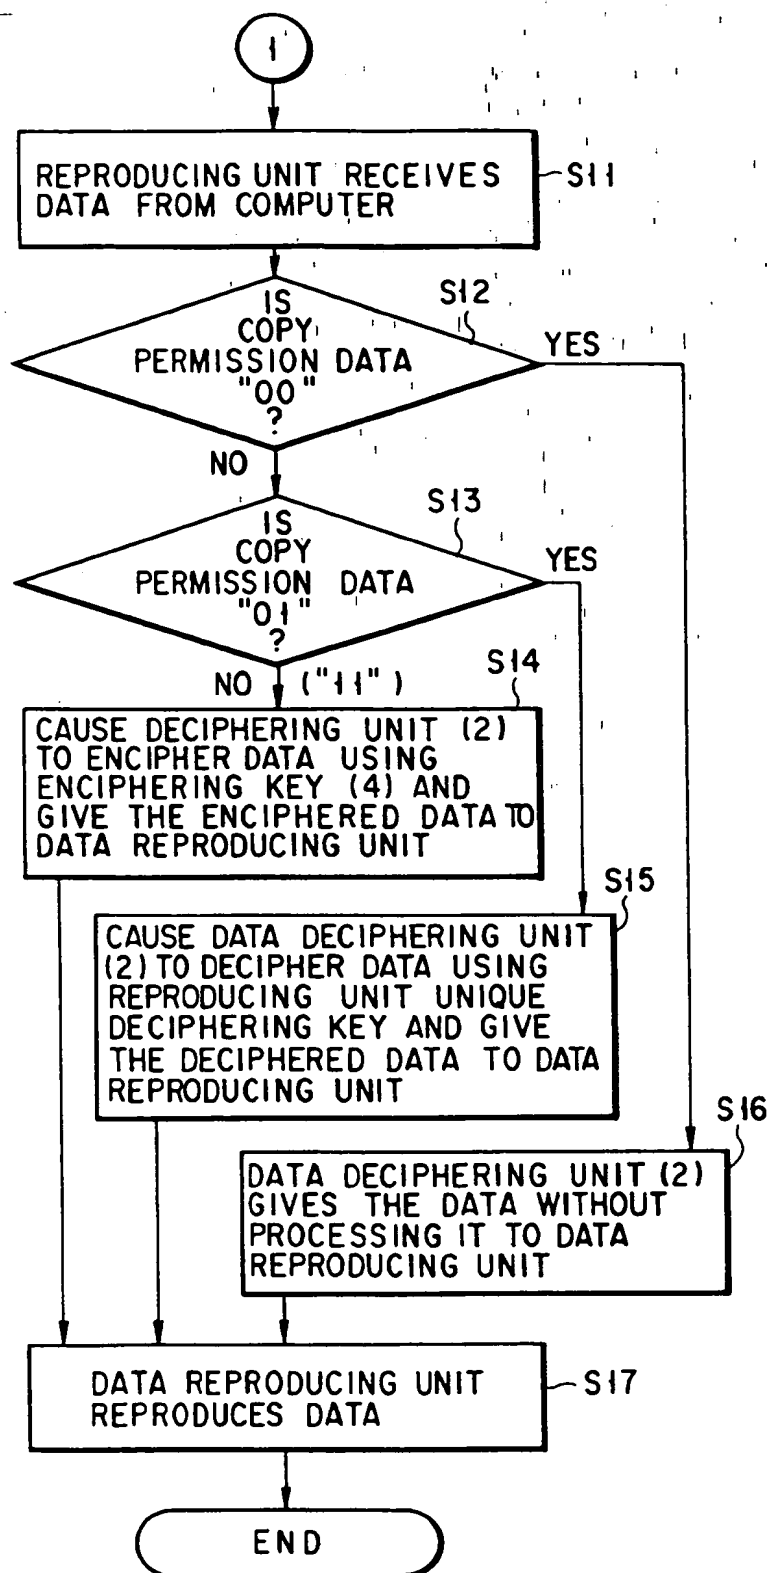 1
REPRODUCING UNIT RECEIVES
DATA FROM COMPUTER
S11
IS
COPY
PERMISSION DATA
"00"
?
S12
YES
NO
IS
COPY
PERMISSION DATA
"01"
?
S13
YES
NO ("11")
CAUSE DECIPHERING UNIT (2)
TO ENCIPHER DATA USING
ENCIPHERING KEY (4) AND
GIVE THE ENCIPHERED DATA TO
DATA REPRODUCING UNIT
S14
CAUSE DATA DECIPHERING UNIT
(2) TO DECIPHER DATA USING
REPRODUCING UNIT UNIQUE
DECIPHERING KEY AND GIVE
THE DECIPHERED DATA TO DATA
REPRODUCING UNIT
S15
DATA DECIPHERING UNIT (2)
GIVES THE DATA WITHOUT
PROCESSING IT TO DATA
REPRODUCING UNIT
S16
DATA REPRODUCING UNIT
REPRODUCES DATA
S17
END